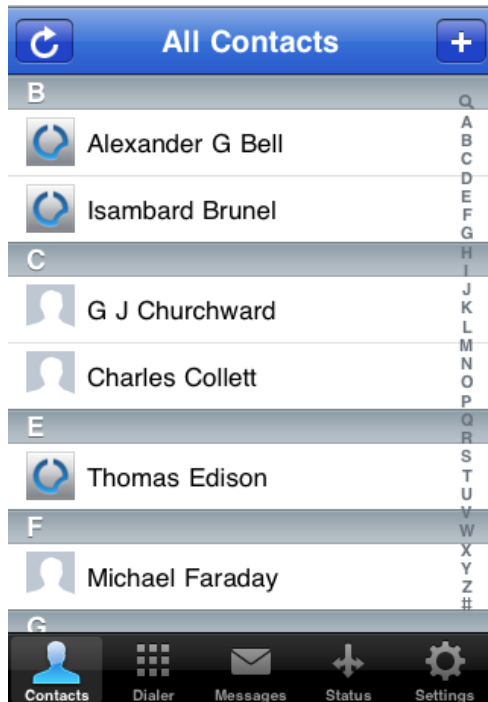 All Contacts +
B
Alexander G Bell
Isambard Brunel
C
G J Churchward
Charles Collett
E
Thomas Edison
F
Michael Faraday
G
A
B
C
D
E
F
G
H
I
J
K
L
M
N
O
P
Q
R
S
T
U
V
W
X
Y
Z
#
Contacts Dialer Messages Status Settings